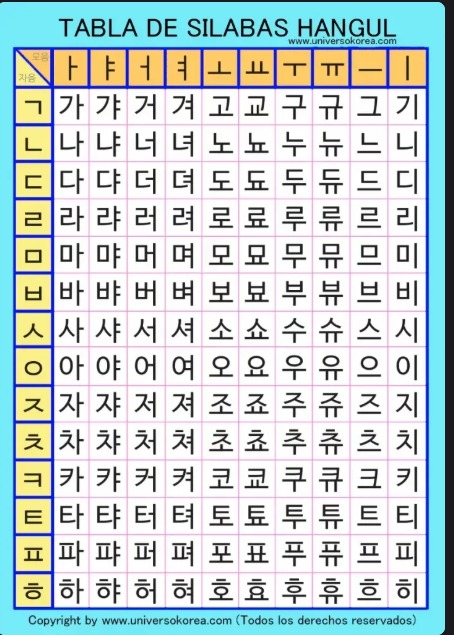 TABLA DE SILABAS HANGUL
www.universokorea.com
모음
자음 ㅏ ㅑ ㅓ ㅕ ㅗ ㅛ ㅜ ㅠ ㅡ ㅣ
ㄱ 가 갸 거 겨 고 교 구 규 그 기
ㄴ 나 냐 너 녀 노 뇨 누 뉴 느 니
ㄷ 다 댜 더 뎌 도 됴 두 듀 드 디
ㄹ 라 랴 러 려 로 료 루 류 르 리
ㅁ 마 먀 머 며 모 묘 무 뮤 므 미
ㅂ 바 뱌 버 벼 보 뵤 부 뷰 브 비
ㅅ 사 샤 서 셔 소 쇼 수 슈 스 시
ㅇ 아 야 어 여 오 요 우 유 으 이
ㅈ 자 쟈 저 져 조 죠 주 쥬 즈 지
ㅊ 차 챠 처 쳐 초 쵸 추 츄 츠 치
ㅋ 카 캬 커 켜 코 쿄 쿠 큐 크 키
ㅌ 타 탸 터 텨 토 툐 투 튜 트 티
ㅍ 파 퍄 퍼 펴 포 표 푸 퓨 프 피
ㅎ 하 햐 허 혀 호 효 후 휴 흐 히
Copyright by www.universokorea.com (Todos los derechos reservados)